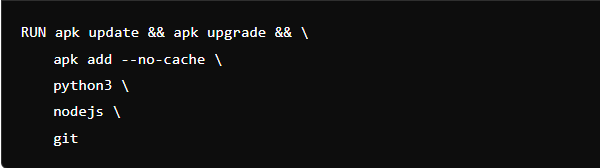 RUN apk update && apk upgrade && \
    apk add --no-cache \
    python3 \
    nodejs \
    git